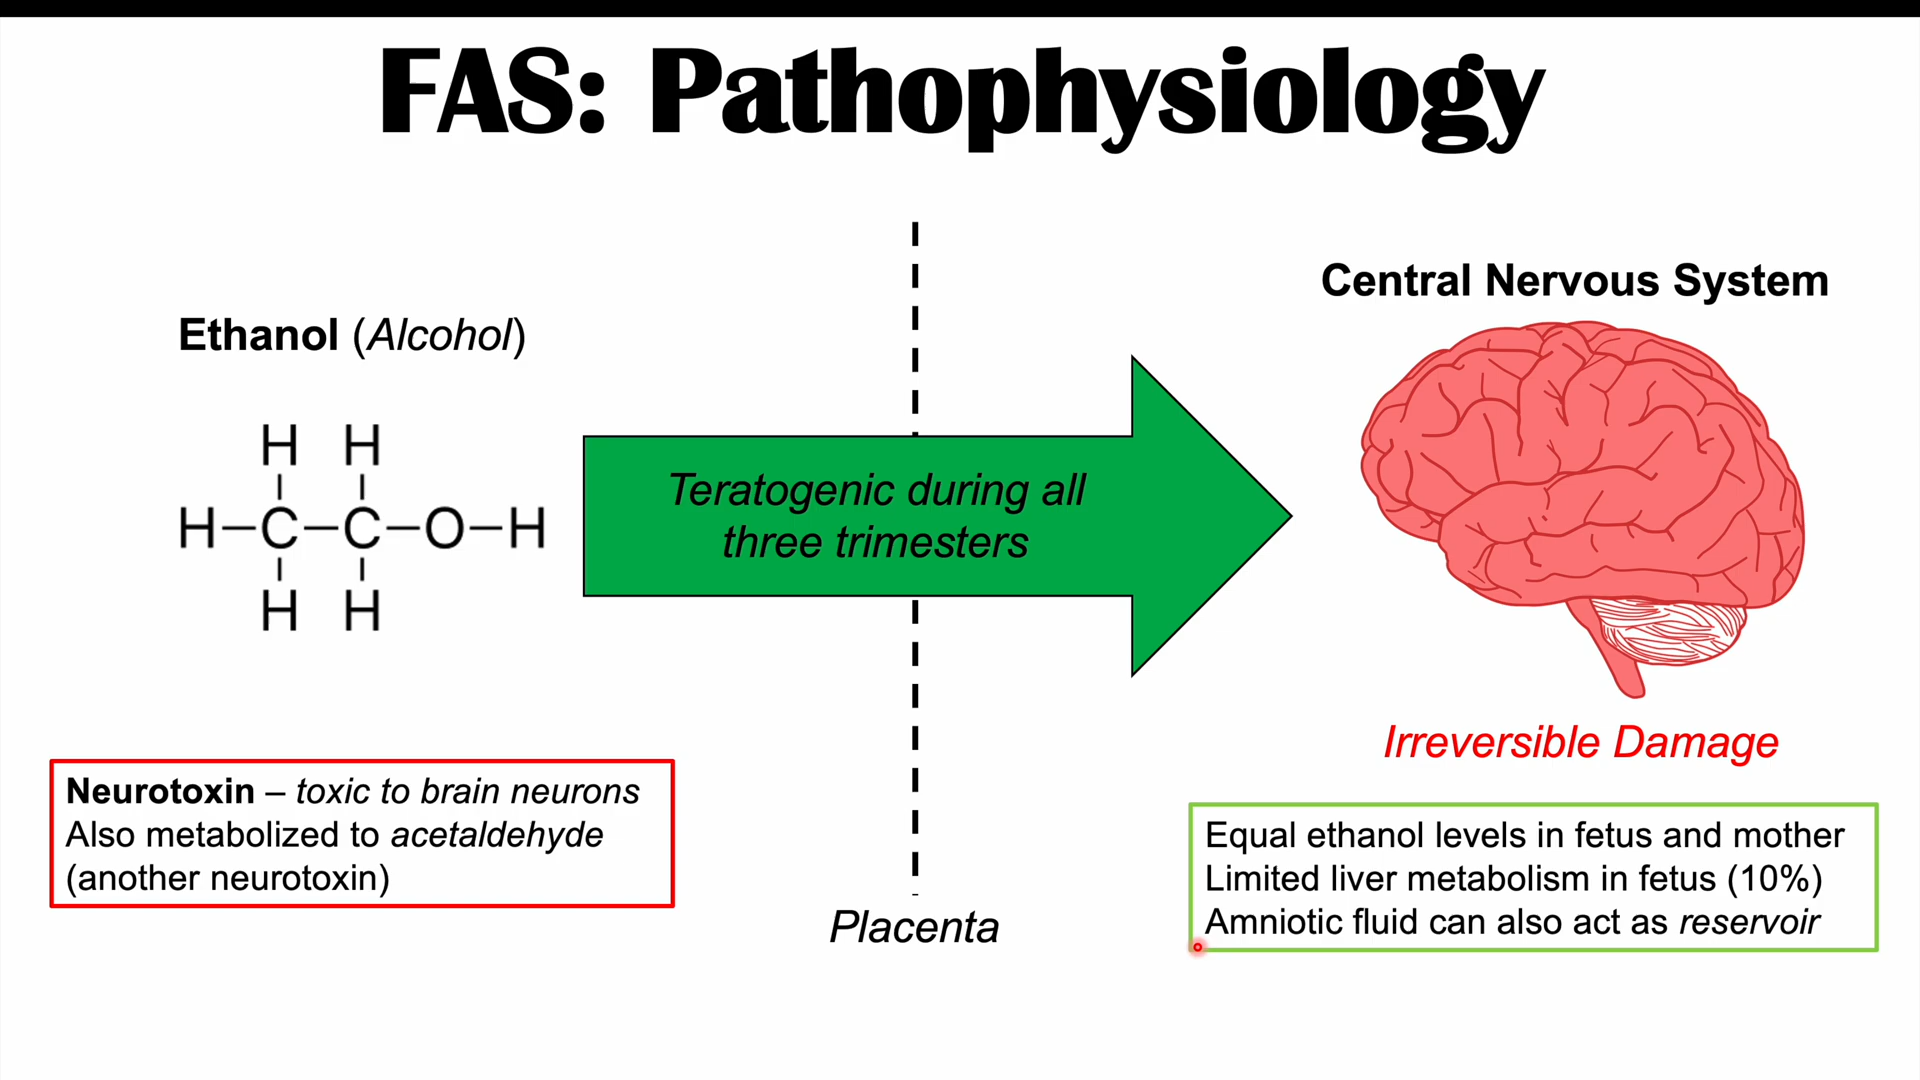 FAS: Pathophysiology
Ethanol (Alcohol)
H H
H–C–C–O–H
H H
Neurotoxin – toxic to brain neurons
Also metabolized to acetaldehyde
(another neurotoxin)
Teratogenic during all
three trimesters
Placenta
Central Nervous System
Irreversible Damage
Equal ethanol levels in fetus and mother
Limited liver metabolism in fetus (10%)
Amniotic fluid can also act as reservoir